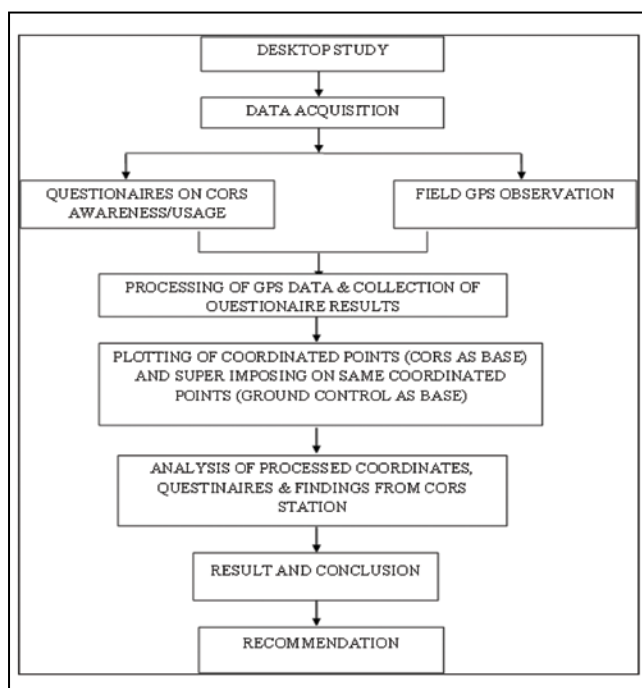 DESKTOP STUDY
DATA ACQUISITION
QUESTIONAIRES ON CORS
AWARENESS/USAGE
FIELD GPS OBSERVATION
PROCESSING OF GPS DATA & COLLECTION OF
QUESTIONAIRE RESULTS
PLOTTING OF COORDINATED POINTS (CORS AS BASE)
AND SUPER IMPOSING ON SAME COORDINATED
POINTS (GROUND CONTROL AS BASE)
ANALYSIS OF PROCESSED COORDINATES,
QUESTINAIRES & FINDINGS FROM CORS
STATION
RESULT AND CONCLUSION
RECOMMENDATION